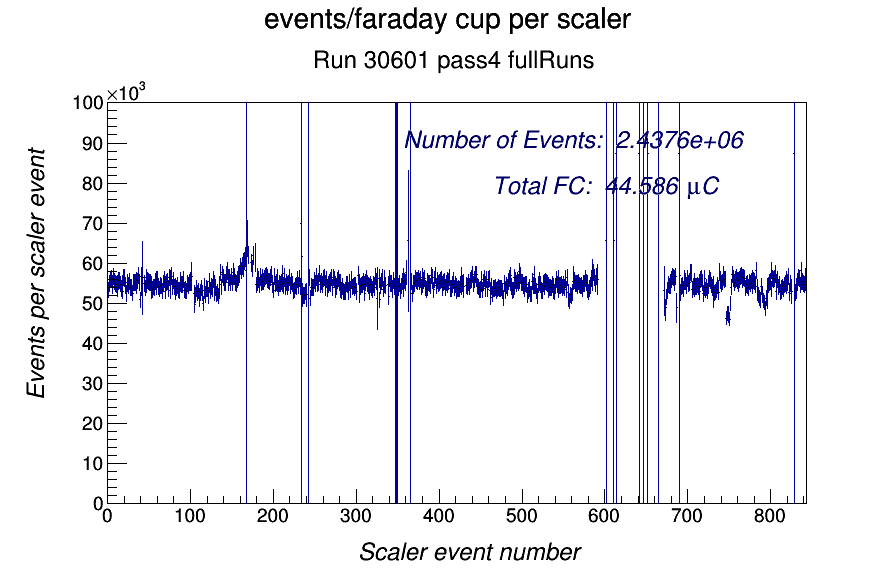 events/faraday cup per scaler
Run 30601 pass4 fullRuns
×10³
100
90
80
70
60
50
40
30
20
10
0
Events per scaler event
Number of Events: 2.4376e+06
Total FC: 44.586 μC
0 100 200 300 400 500 600 700 800
Scaler event number